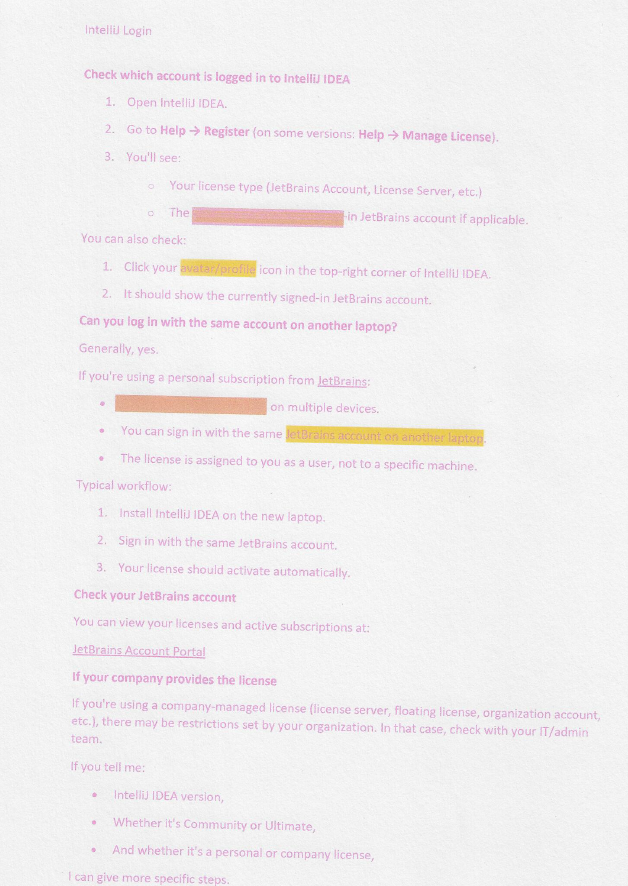 IntelliJ Login
Check which account is logged in to IntelliJ IDEA
1. Open IntelliJ IDEA.
2. Go to Help → Register (on some versions: Help → Manage License).
3. You'll see:
○ Your license type (JetBrains Account, License Server, etc.)
○ The -in JetBrains account if applicable.
You can also check:
1. Click your avatar/profile icon in the top-right corner of IntelliJ IDEA.
2. It should show the currently signed-in JetBrains account.
Can you log in with the same account on another laptop?
Generally, yes.
If you're using a personal subscription from JetBrains:
• on multiple devices.
• You can sign in with the same JetBrains account on another laptop.
• The license is assigned to you as a user, not to a specific machine.
Typical workflow:
1. Install IntelliJ IDEA on the new laptop.
2. Sign in with the same JetBrains account.
3. Your license should activate automatically.
Check your JetBrains account
You can view your licenses and active subscriptions at:
JetBrains Account Portal
If your company provides the license
If you're using a company-managed license (license server, floating license, organization account,
etc.), there may be restrictions set by your organization. In that case, check with your IT/admin
team.
If you tell me:
• IntelliJ IDEA version,
• Whether it's Community or Ultimate,
• And whether it's a personal or company license,
I can give more specific steps.